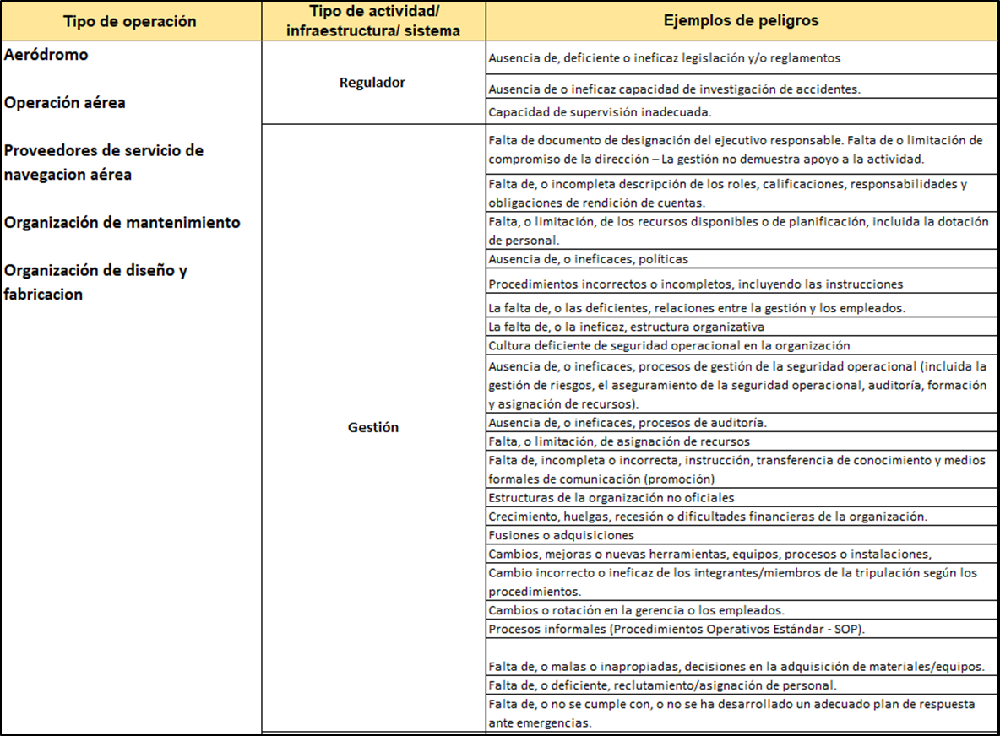 Tipo de operación
Tipo de actividad/
infraestructura/ sistema
Ejemplos de peligros
Aeródromo
Operación aérea
Proveedores de servicio de
navegacion aérea
Organización de mantenimiento
Organización de diseño y
fabricacion
Regulador
Ausencia de, deficiente o ineficaz legislación y/o reglamentos
Ausencia de o ineficaz capacidad de investigación de accidentes.
Capacidad de supervisión inadecuada.
Gestión
Falta de documento de designación del ejecutivo responsable. Falta de o limitación de
compromiso de la dirección – La gestión no demuestra apoyo a la actividad.
Falta de, o incompleta descripción de los roles, calificaciones, responsabilidades y
obligaciones de rendición de cuentas.
Falta, o limitación, de los recursos disponibles o de planificación, incluida la dotación
de personal.
Ausencia de, o ineficaces, políticas
Procedimientos incorrectos o incompletos, incluyendo las instrucciones
La falta de, o las deficientes, relaciones entre la gestión y los empleados.
La falta de, o la ineficaz, estructura organizativa
Cultura deficiente de seguridad operacional en la organización
Ausencia de, o ineficaces, procesos de gestión de la seguridad operacional (incluida la
gestión de riesgos, el aseguramiento de la seguridad operacional, auditoría, formación
y asignación de recursos).
Ausencia de, o ineficaces, procesos de auditoría.
Falta, o limitación, de asignación de recursos
Falta de, incompleta o incorrecta, instrucción, transferencia de conocimiento y medios
formales de comunicación (promoción)
Estructuras de la organización no oficiales
Crecimiento, huelgas, recesión o dificultades financieras de la organización.
Fusiones o adquisiciones
Cambios, mejoras o nuevas herramientas, equipos, procesos o instalaciones,
Cambio incorrecto o ineficaz de los integrantes/miembros de la tripulación según los
procedimientos.
Cambios o rotación en la gerencia o los empleados.
Procesos informales (Procedimientos Operativos Estándar - SOP).
Falta de, o malas o inapropiadas, decisiones en la adquisición de materiales/equipos.
Falta de, o deficiente, reclutamiento/asignación de personal.
Falta de, o no se cumple con, o no se ha desarrollado un adecuado plan de respuesta
ante emergencias.